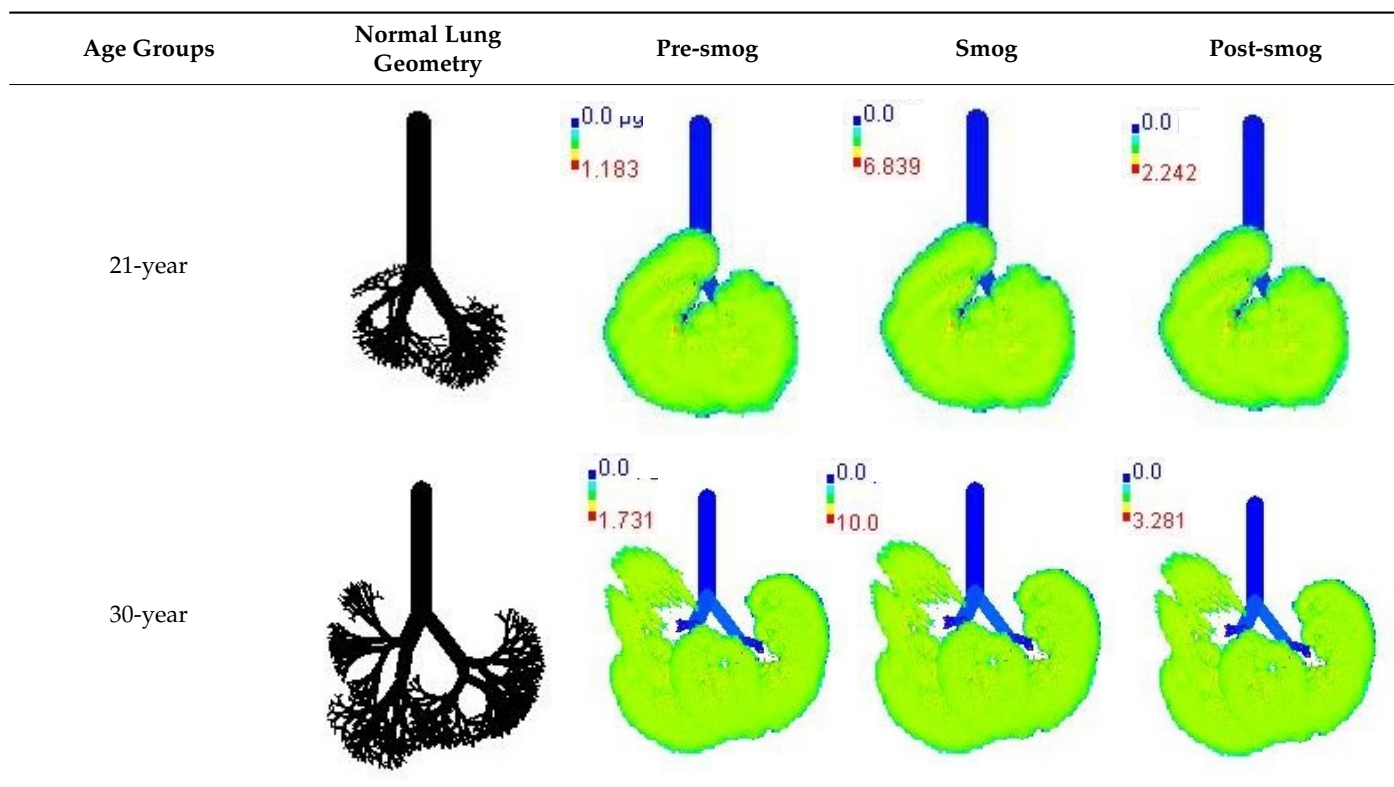 Age Groups
Normal Lung
Geometry
Pre-smog
Smog
Post-smog
21-year
0.0 µg
1.183
0.0
6.839
0.0
2.242
30-year
0.0
1.731
0.0
10.0
0.0
3.281